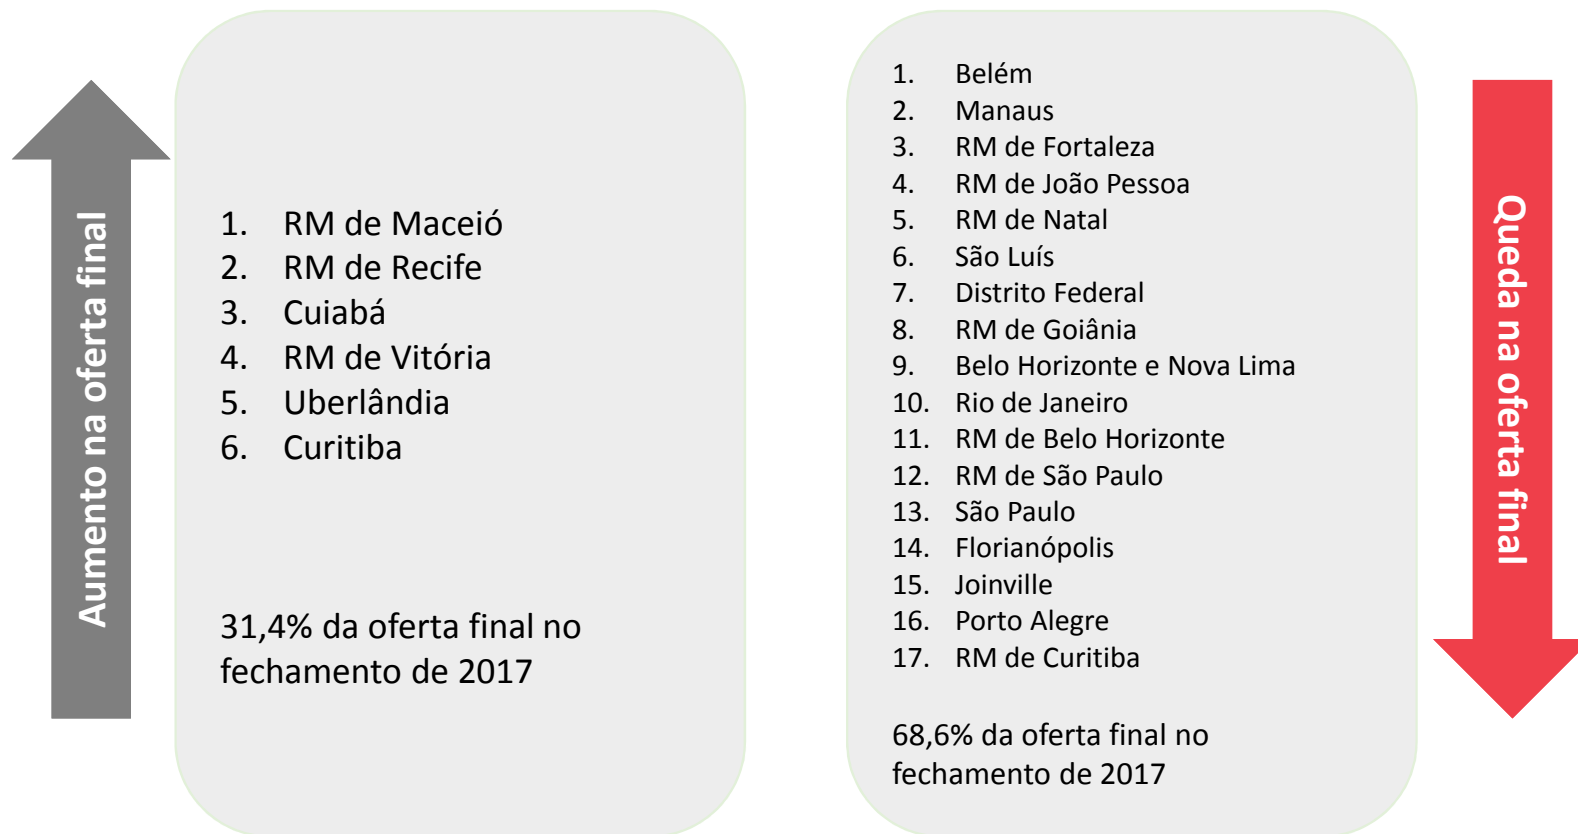 Aumento na oferta final
1. RM de Maceió
2. RM de Recife
3. Cuiabá
4. RM de Vitória
5. Uberlândia
6. Curitiba
31,4% da oferta final no
fechamento de 2017
1. Belém
2. Manaus
3. RM de Fortaleza
4. RM de João Pessoa
5. RM de Natal
6. São Luís
7. Distrito Federal
8. RM de Goiânia
9. Belo Horizonte e Nova Lima
10. Rio de Janeiro
11. RM de Belo Horizonte
12. RM de São Paulo
13. São Paulo
14. Florianópolis
15. Joinville
16. Porto Alegre
17. RM de Curitiba
68,6% da oferta final no
fechamento de 2017
Queda na oferta final